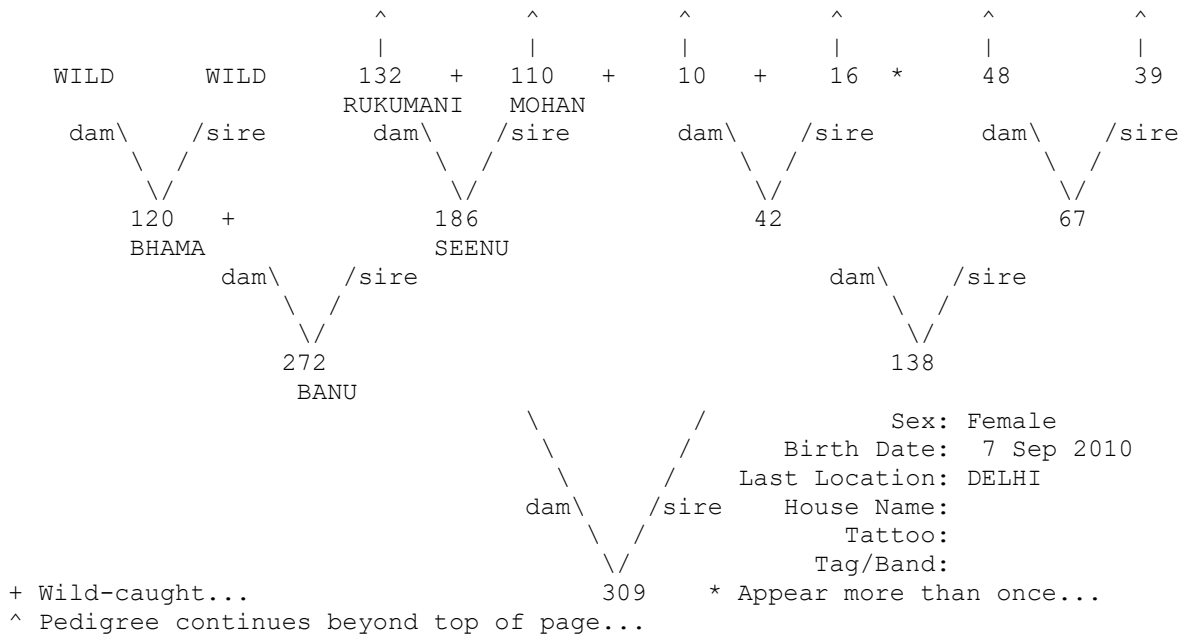 ^ ^ ^ ^ ^ ^
| | | | | |
WILD WILD 132 + 110 + 10 + 16 * 48 39
RUKUMANI MOHAN
dam\ /sire dam\ /sire dam\ /sire dam\ /sire
\ / \ / \ / \ /
\/ \/ \/ \/
120 + 186 42 67
BHAMA SEENU
dam\ /sire dam\ /sire
\ / \ /
\/ \/
272 138
BANU
\ / Sex: Female
\ / Birth Date: 7 Sep 2010
\ / Last Location: DELHI
dam\ /sire House Name:
\ / Tattoo:
\/ Tag/Band:
+ Wild-caught... 309 * Appear more than once...
^ Pedigree continues beyond top of page...